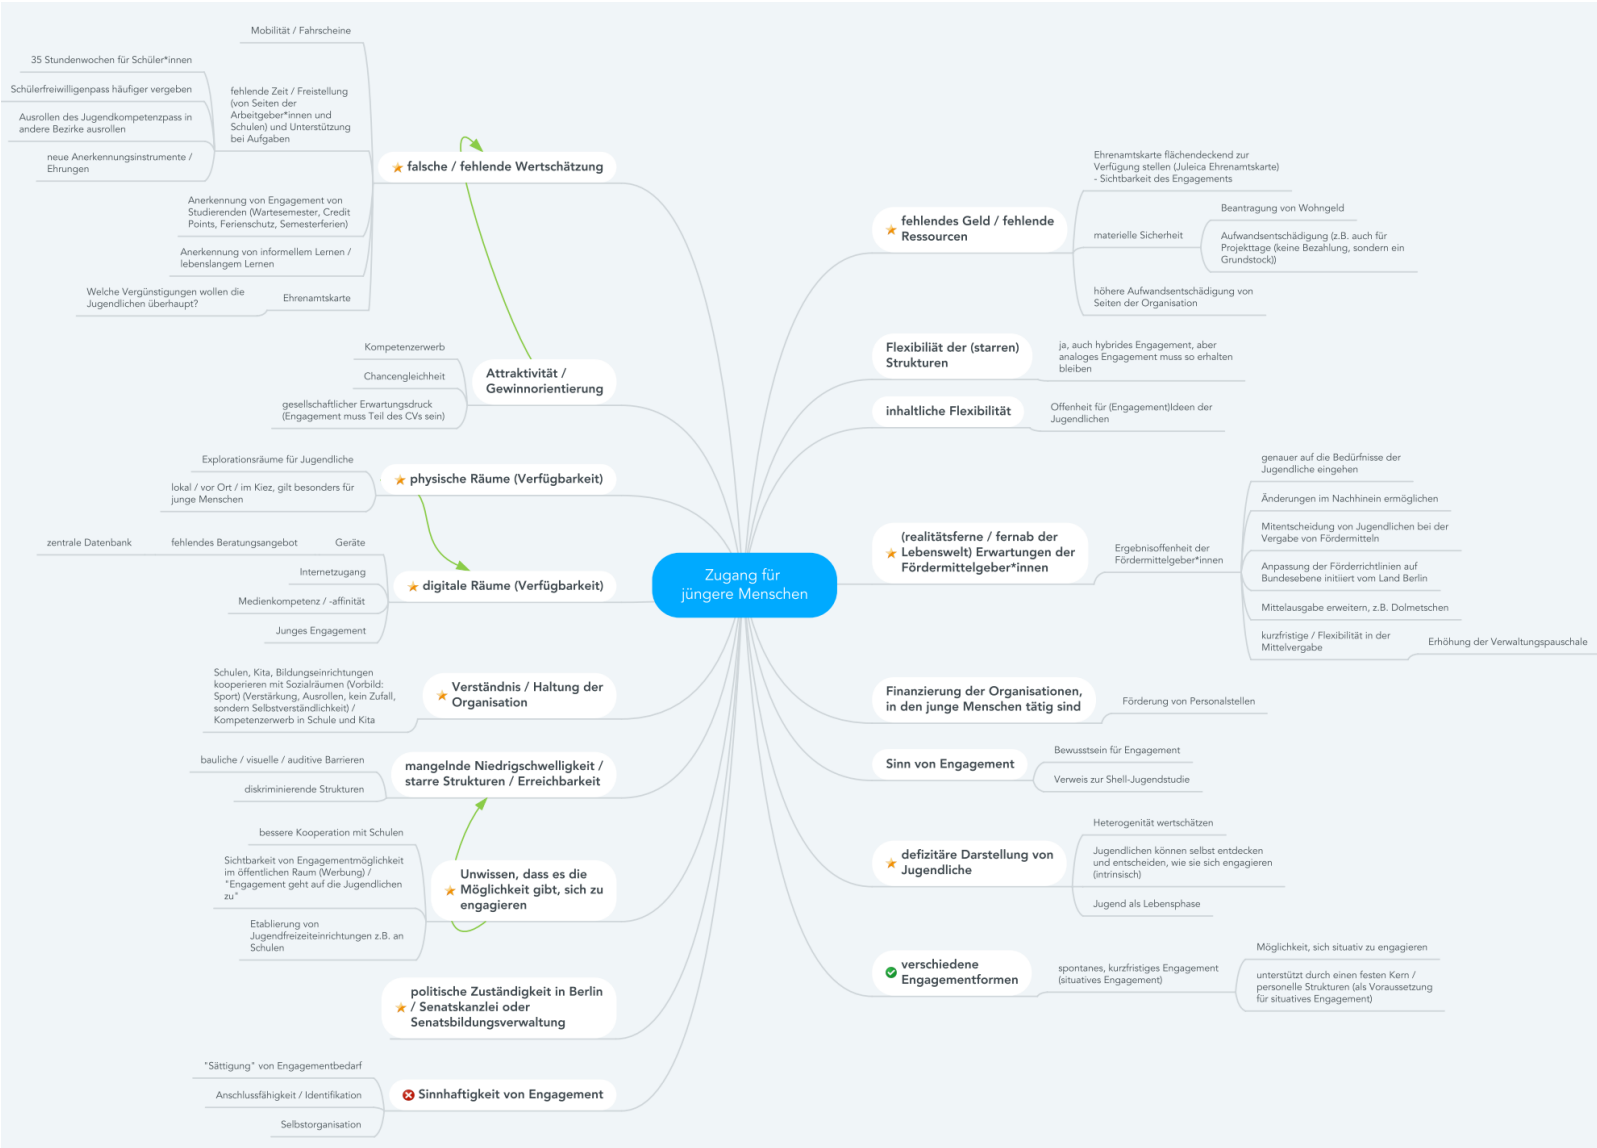 Zugang für
jüngere Menschen
Mobilität / Fahrscheine
35 Stundenwochen für Schüler*innen
Schülerfreiwilligenpass häufiger vergeben
Ausrollen des Jugendkompetenzpass in
andere Bezirke ausrollen
neue Anerkennungsinstrumente /
Ehrungen
fehlende Zeit / Freistellung
(von Seiten der
Arbeitgeber*innen und
Schulen) und Unterstützung
bei Aufgaben
falsche / fehlende Wertschätzung
Anerkennung von Engagement von
Studierenden (Wartesemester, Credit
Points, Ferienschutz, Semesterferien)
Anerkennung von informellem Lernen /
lebenslangem Lernen
Welche Vergünstigungen wollen die
Jugendlichen überhaupt?
Ehrenamtskarte
Kompetenzerwerb
Chancengleichheit
gesellschaftlicher Erwartungsdruck
(Engagement muss Teil des CVs sein)
Attraktivität /
Gewinnorientierung
Explorationsräume für Jugendliche
lokal / vor Ort / im Kiez, gilt besonders für
junge Menschen
physische Räume (Verfügbarkeit)
zentrale Datenbank
fehlendes Beratungsangebot
Geräte
Internetzugang
Medienkompetenz / -affinität
Junges Engagement
digitale Räume (Verfügbarkeit)
Schulen, Kita, Bildungseinrichtungen
kooperieren mit Sozialräumen (Vorbild:
Sport) (Verstärkung, Ausrollen, kein Zufall,
sondern Selbstverständlichkeit) /
Kompetenzerwerb in Schule und Kita
Verständnis / Haltung der
Organisation
bauliche / visuelle / auditive Barrieren
diskriminierende Strukturen
mangelnde Niedrigschwelligkeit /
starre Strukturen / Erreichbarkeit
bessere Kooperation mit Schulen
Sichtbarkeit von Engagementmöglichkeit
im öffentlichen Raum (Werbung) /
"Engagement geht auf die Jugendlichen
zu"
Etablierung von
Jugendfreizeiteinrichtungen z.B. an
Schulen
Unwissen, dass es die
Möglichkeit gibt, sich zu
engagieren
politische Zuständigkeit in Berlin
/ Senatskanzlei oder
Senatsbildungsverwaltung
"Sättigung" von Engagementbedarf
Anschlussfähigkeit / Identifikation
Selbstorganisation
Sinnhaftigkeit von Engagement
fehlendes Geld / fehlende
Ressourcen
Ehrenamtskarte flächendeckend zur
Verfügung stellen (Juleica Ehrenamtskarte)
- Sichtbarkeit des Engagements
materielle Sicherheit
Beantragung von Wohngeld
Aufwandsentschädigung (z.B. auch für
Projekttage (keine Bezahlung, sondern ein
Grundstock))
höhere Aufwandsentschädigung von
Seiten der Organisation
Flexibiliät der (starren)
Strukturen
ja, auch hybrides Engagement, aber
analoges Engagement muss so erhalten
bleiben
inhaltliche Flexibilität
Offenheit für (Engagement)Ideen der
Jugendlichen
(realitätsferne / fernab der
Lebenswelt) Erwartungen der
Fördermittelgeber*innen
Ergebnisoffenheit der
Fördermittelgeber*innen
genauer auf die Bedürfnisse der
Jugendliche eingehen
Änderungen im Nachhinein ermöglichen
Mitentscheidung von Jugendlichen bei der
Vergabe von Fördermitteln
Anpassung der Förderrichtlinien auf
Bundesebene initiiert vom Land Berlin
Mittelausgabe erweitern, z.B. Dolmetschen
kurzfristige / Flexibilität in der
Mittelvergabe
Erhöhung der Verwaltungspauschale
Finanzierung der Organisationen,
in den junge Menschen tätig sind
Förderung von Personalstellen
Sinn von Engagement
Bewusstsein für Engagement
Verweis zur Shell-Jugendstudie
defizitäre Darstellung von
Jugendliche
Heterogenität wertschätzen
Jugendlichen können selbst entdecken
und entscheiden, wie sie sich engagieren
(intrinsisch)
Jugend als Lebensphase
verschiedene
Engagementformen
spontanes, kurzfristiges Engagement
(situatives Engagement)
Möglichkeit, sich situativ zu engagieren
unterstützt durch einen festen Kern /
personelle Strukturen (als Voraussetzung
für situatives Engagement)